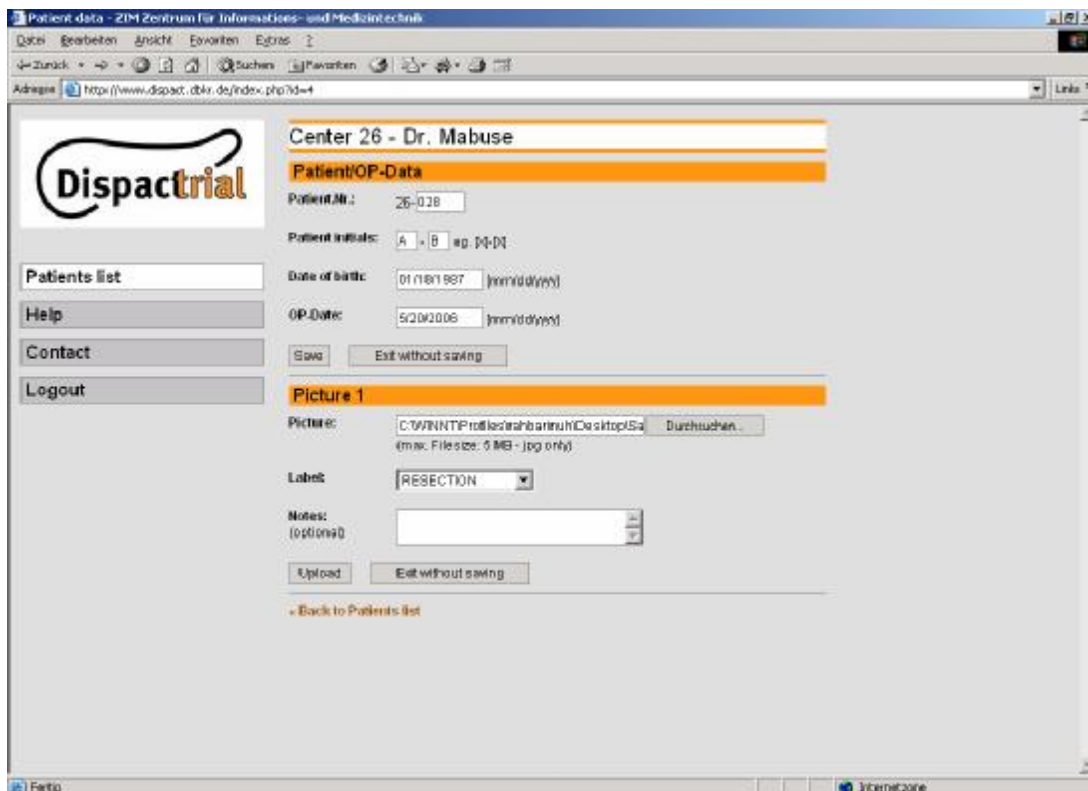 Patient data - ZIM Zentrum für Informations- und Medizintechnik
Datei Bearbeiten Ansicht Favoriten Extras ?
Zurück Suchen Favoriten
Adresse http://www.dispact.dbkr.de/index.php?id=4 Links
Dispacttrial
Patients list
Help
Contact
Logout
Center 26 - Dr. Mabuse
Patient/OP-Data
Patient.Nr.: 26-028
Patient initials: A - B eg. [X]-[X]
Date of birth: 01/18/1987 [mm/dd/yyyy]
OP-Date: 5/20/2006 [mm/dd/yyyy]
Save Exit without saving
Picture 1
Picture: Durchsuchen...
(max. Filesize: 5 MB - jpg only)
Label: RESECTION
Notes:
(optional)
Upload Exit without saving
« Back to Patients list
Fertig Internetzone